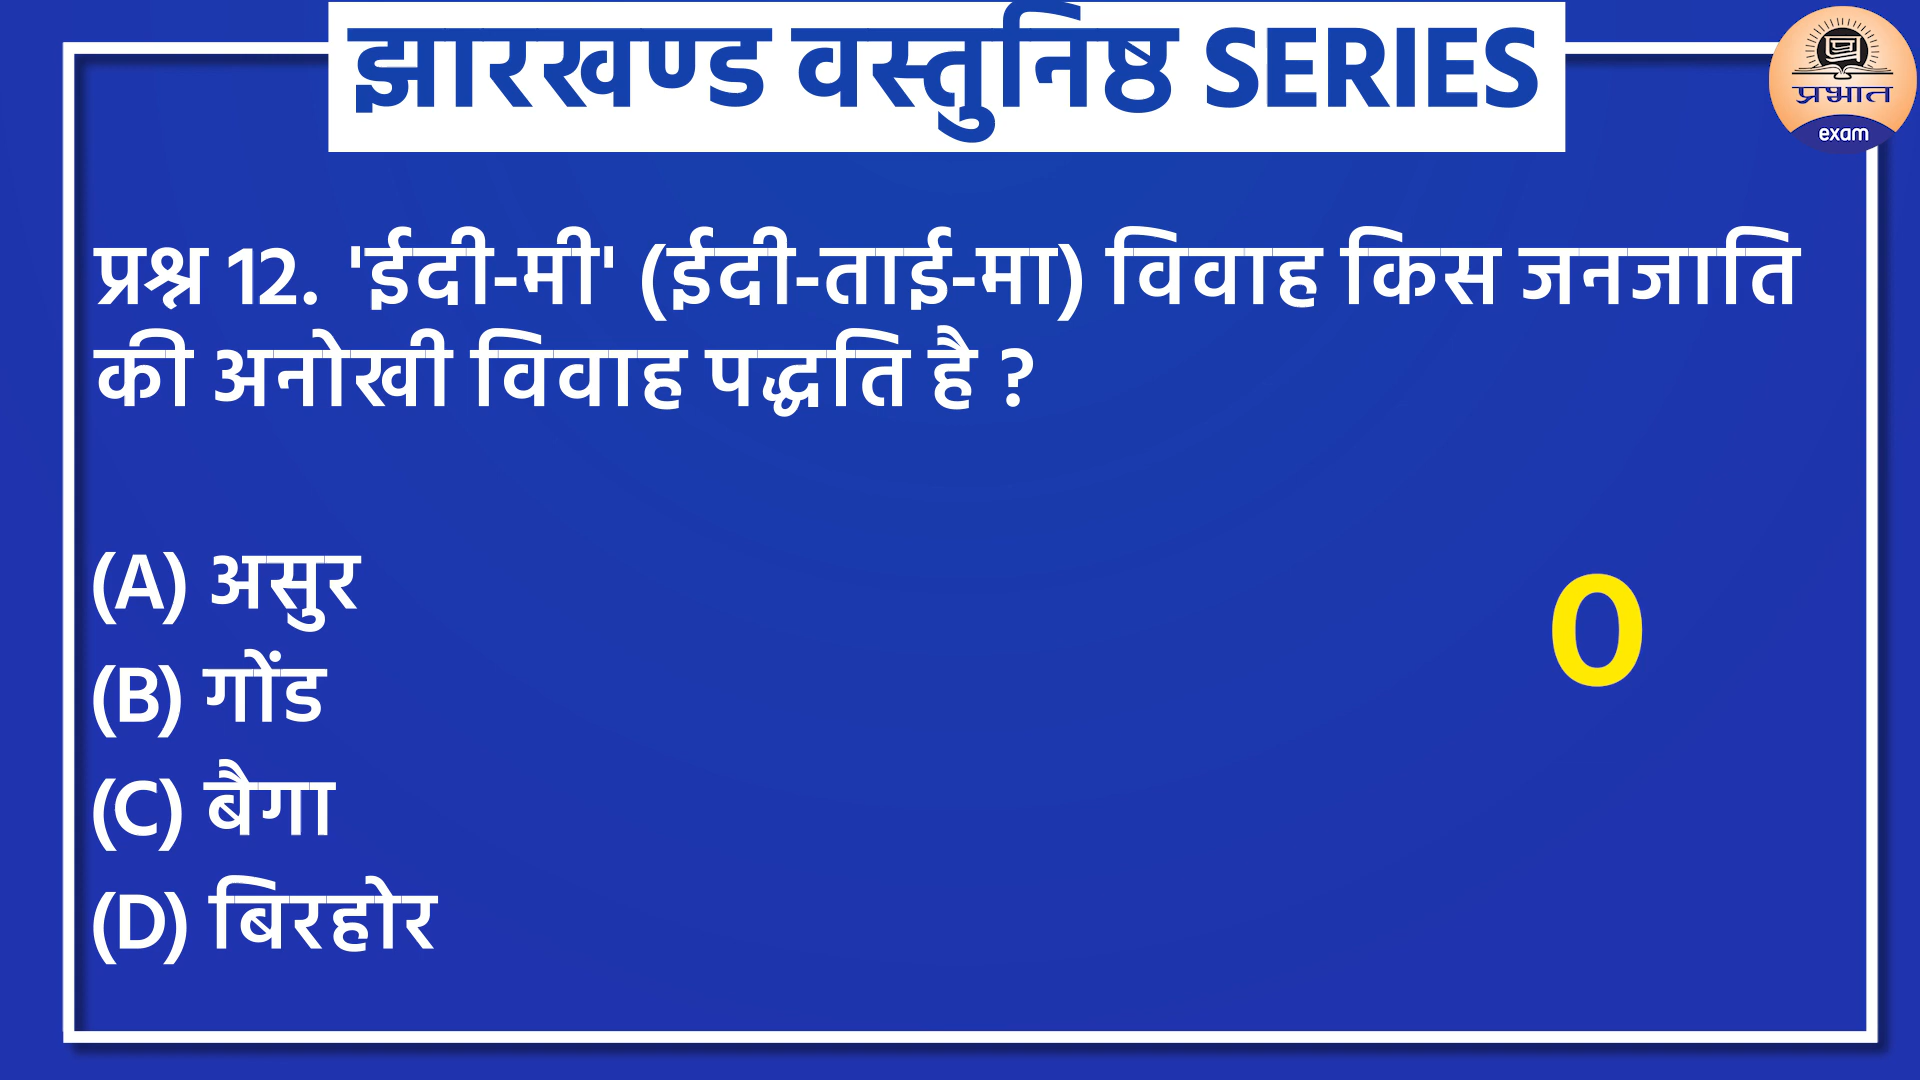 झारखण्ड वस्तुनिष्ठ SERIES
प्र
प्रभात
exam
प्रश्न 12. 'ईदी-मी' (ईदी-ताई-मा) विवाह किस जनजाति
की अनोखी विवाह पद्धति है ?
(A) असुर
(B) गोंड
(C) बैगा
(D) बिरहोर
0